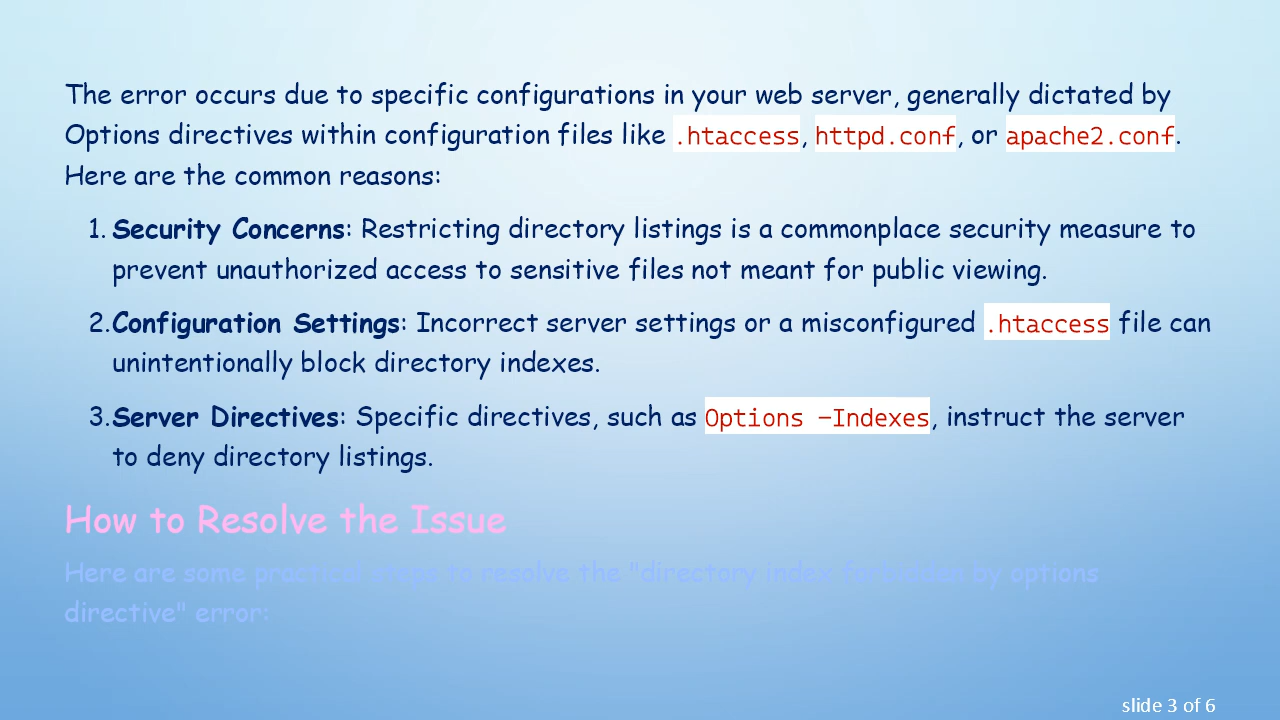 The error occurs due to specific configurations in your web server, generally dictated by
Options directives within configuration files like .htaccess, httpd.conf, or apache2.conf.
Here are the common reasons:
1. Security Concerns: Restricting directory listings is a commonplace security measure to
prevent unauthorized access to sensitive files not meant for public viewing.
2. Configuration Settings: Incorrect server settings or a misconfigured .htaccess file can
unintentionally block directory indexes.
3. Server Directives: Specific directives, such as Options -Indexes, instruct the server
to deny directory listings.
How to Resolve the Issue
Here are some practical steps to resolve the "directory index forbidden by options
directive" error:
slide 3 of 6